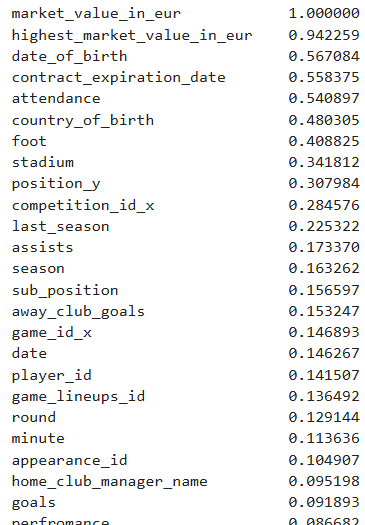 market_value_in_eur 1.000000
highest_market_value_in_eur 0.942259
date_of_birth 0.567084
contract_expiration_date 0.558375
attendance 0.540897
country_of_birth 0.480305
foot 0.408825
stadium 0.341812
position_y 0.307984
competition_id_x 0.284576
last_season 0.225322
assists 0.173370
season 0.163262
sub_position 0.156597
away_club_goals 0.153247
game_id_x 0.146893
date 0.146267
player_id 0.141507
game_lineups_id 0.136492
round 0.129144
minute 0.113636
appearance_id 0.104907
home_club_manager_name 0.095198
goals 0.091893
perfromance 0.086682